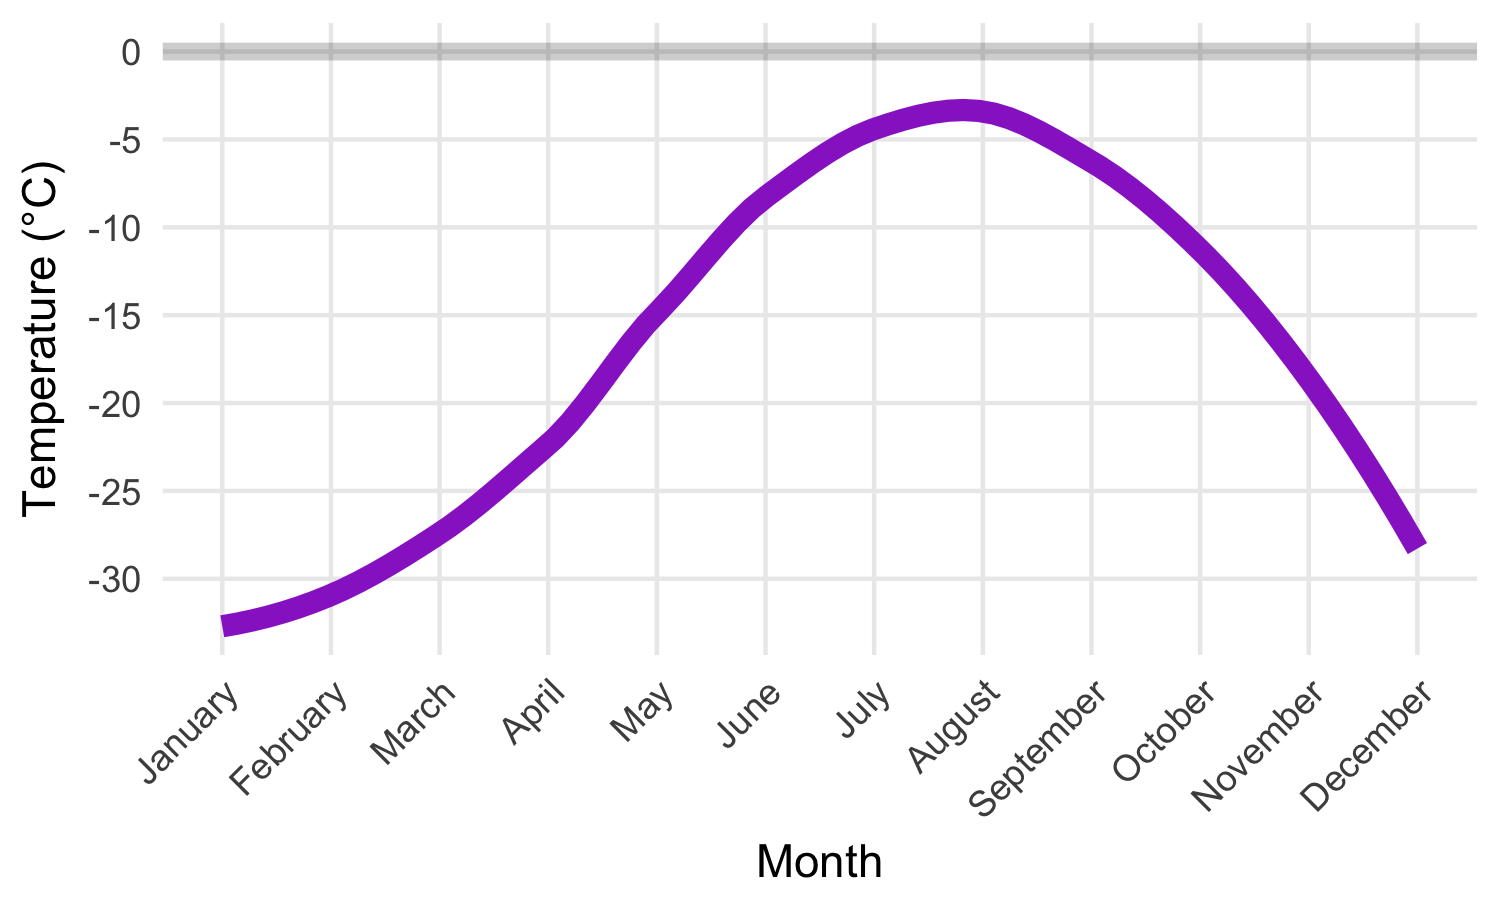 Temperature (°C)
0
-5
-10
-15
-20
-25
-30
January
February
March
April
May
June
July
August
September
October
November
December
Month